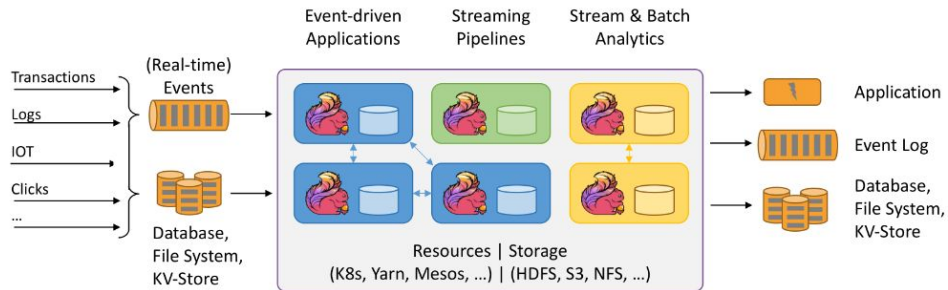 Event-driven
Applications
Streaming
Pipelines
Stream & Batch
Analytics
Transactions
Logs
IOT
Clicks
...
(Real-time)
Events
Database,
File System,
KV-Store
Resources | Storage
(K8s, Yarn, Mesos, ...) | (HDFS, S3, NFS, ...)
Application
Event Log
Database,
File System,
KV-Store